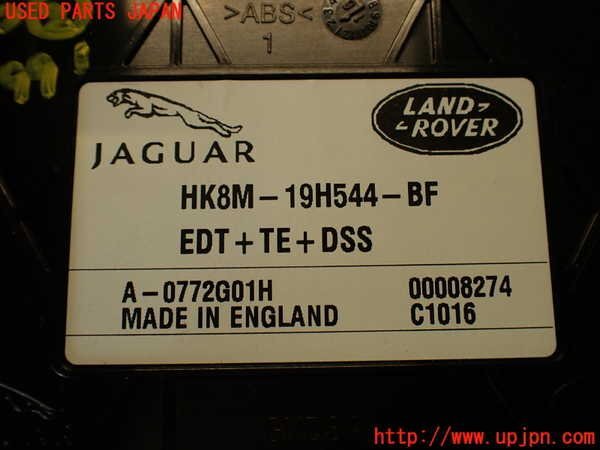 USED PARTS JAPAN
>ABS<
1
JAGUAR
LAND-
-ROVER
HK8M-19H544-BF
EDT+TE+DSS
A-0772G01H 00008274
MADE IN ENGLAND C1016
http://www.upjpn.com/